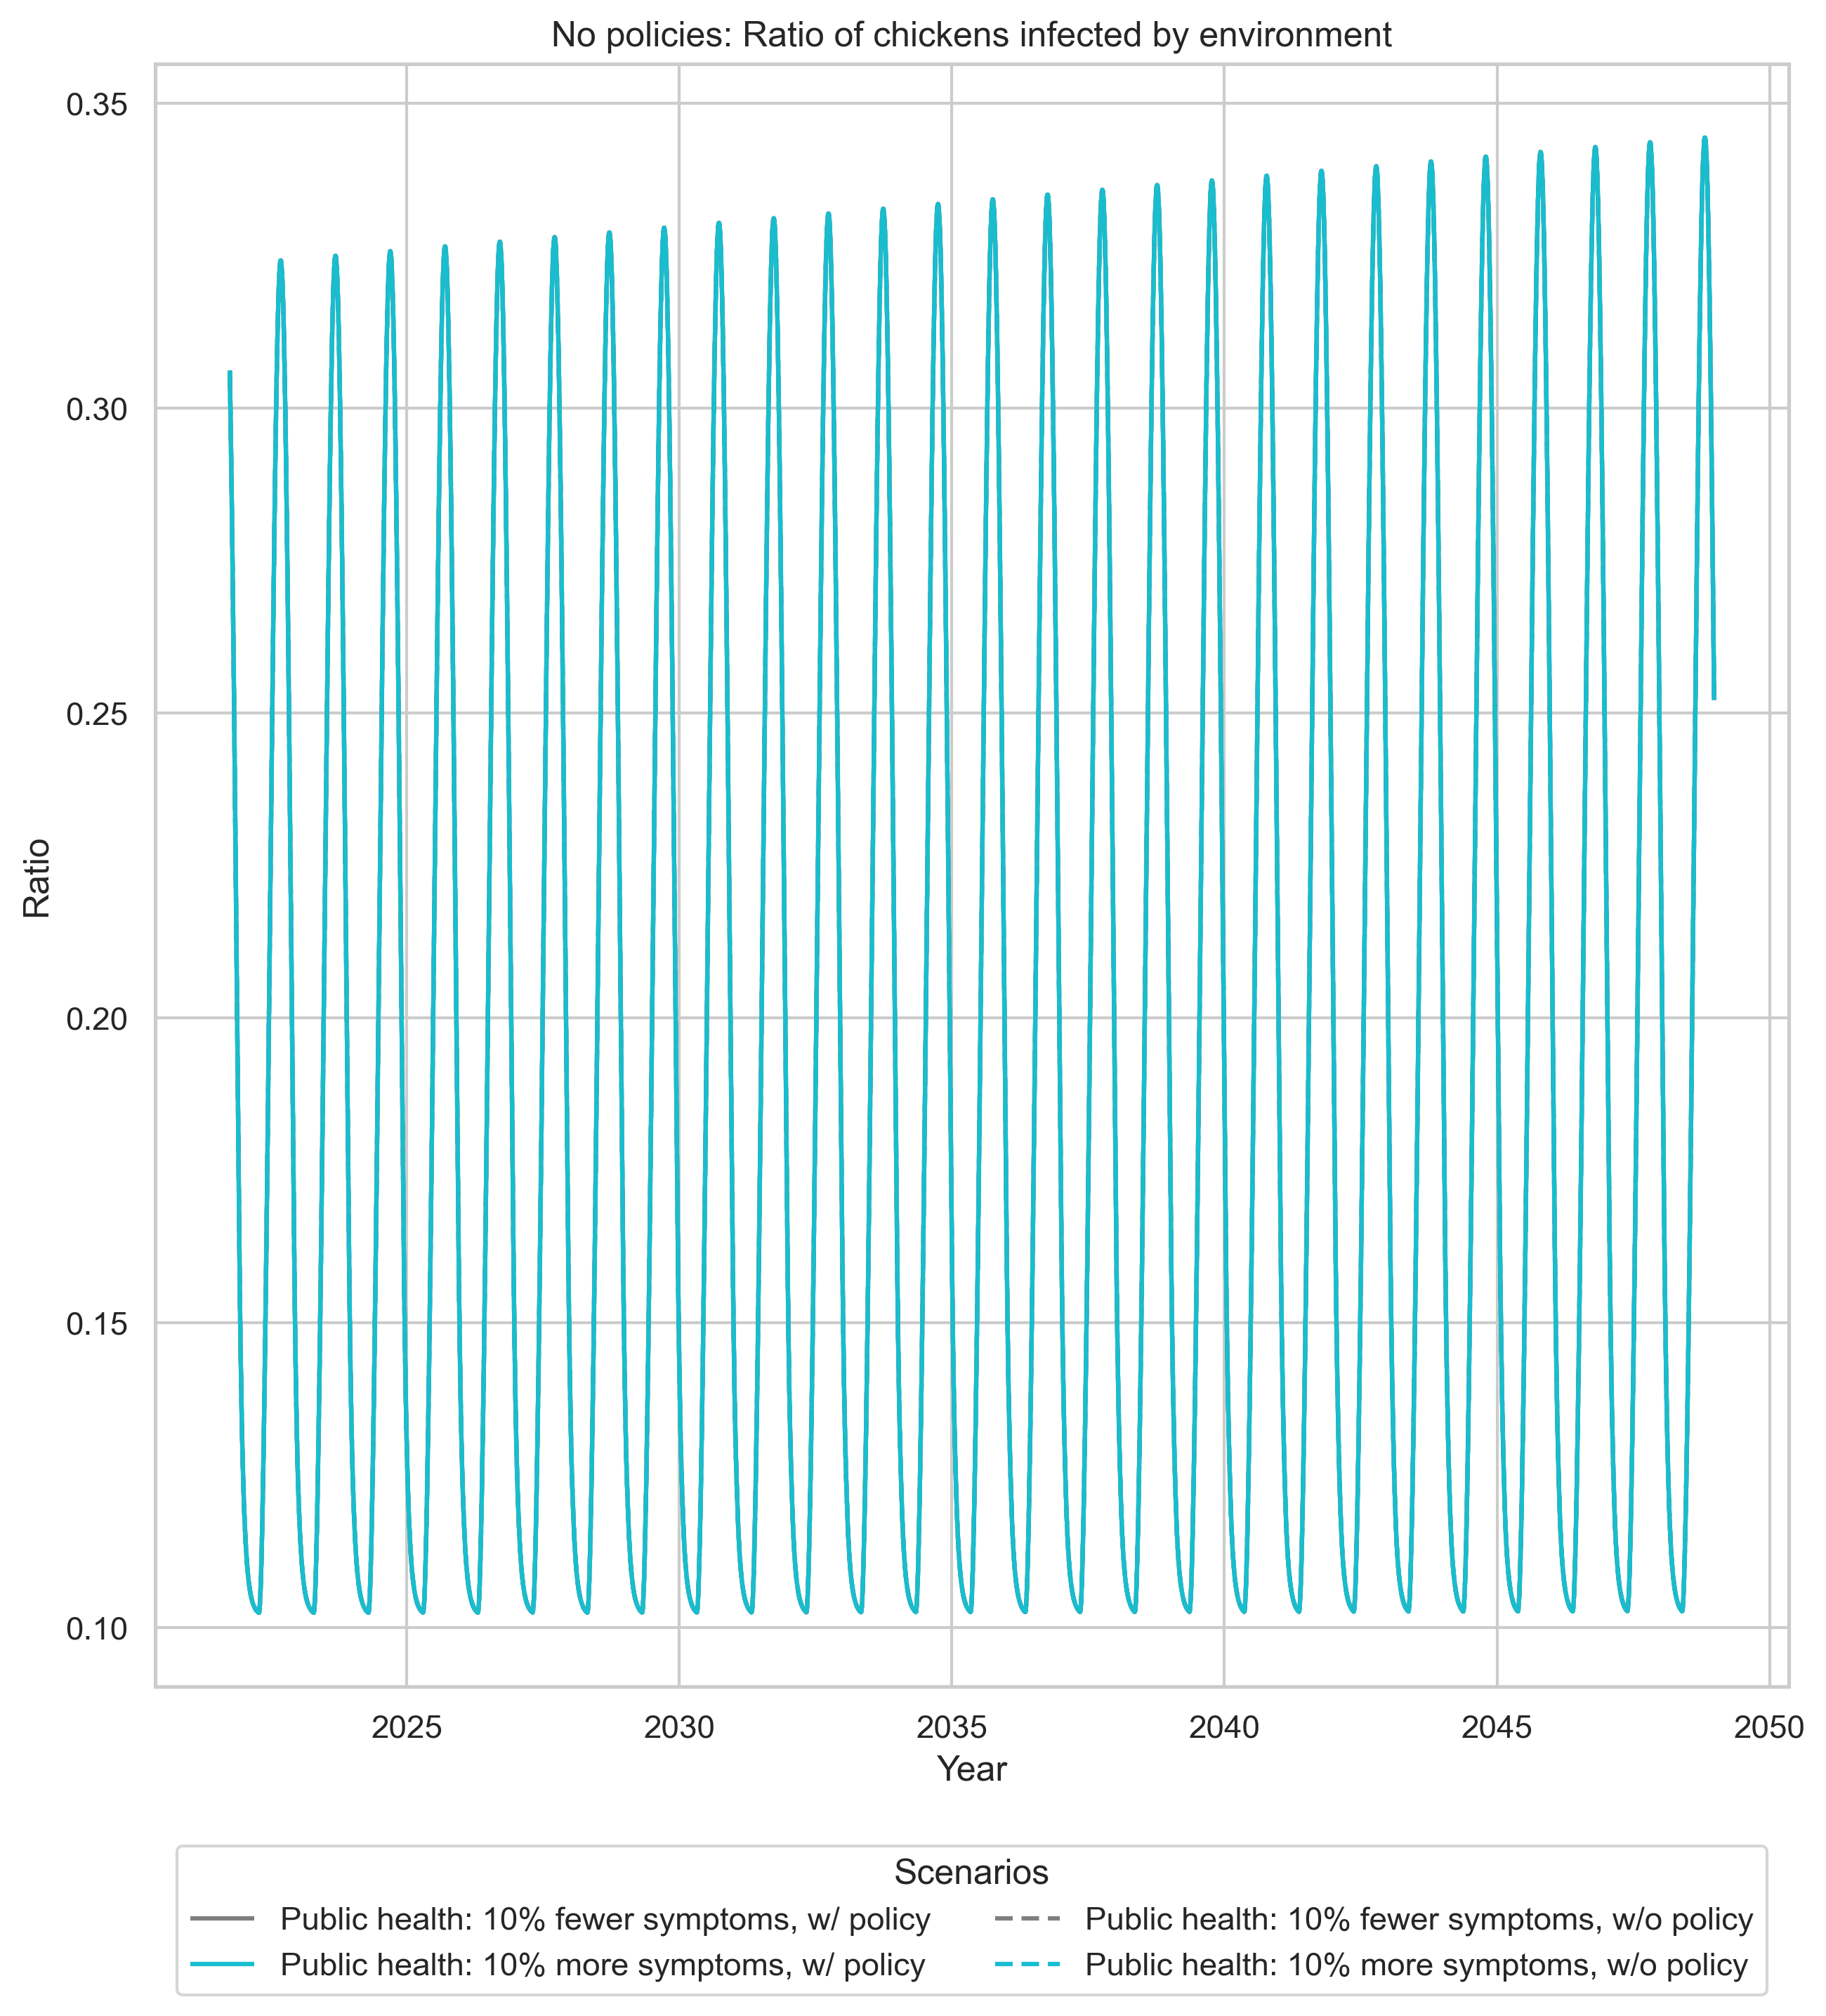 No policies: Ratio of chickens infected by environment
0.35
0.30
0.25
0.20
0.15
0.10
Ratio
2025 2030 2035 2040 2045 2050
Year
Scenarios
Public health: 10% fewer symptoms, w/ policy
Public health: 10% more symptoms, w/ policy
Public health: 10% fewer symptoms, w/o policy
Public health: 10% more symptoms, w/o policy